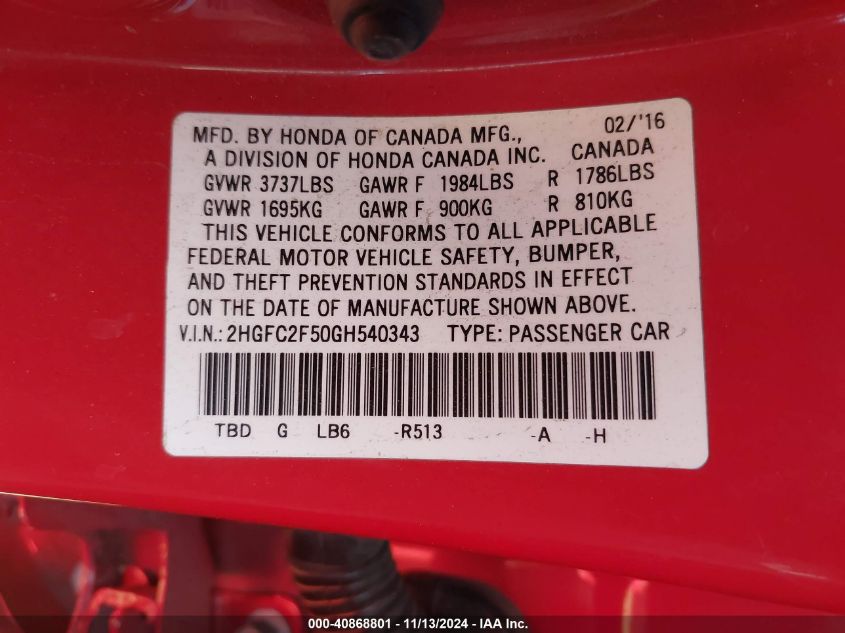 MFD. BY HONDA OF CANADA MFG., 02/'16
A DIVISION OF HONDA CANADA INC. CANADA
GVWR 3737LBS GAWR F 1984LBS R 1786LBS
GVWR 1695KG GAWR F 900KG R 810KG
THIS VEHICLE CONFORMS TO ALL APPLICABLE
FEDERAL MOTOR VEHICLE SAFETY, BUMPER,
AND THEFT PREVENTION STANDARDS IN EFFECT
ON THE DATE OF MANUFACTURE SHOWN ABOVE.
V.I.N.: 2HGFC2F50GH540343 TYPE: PASSENGER CAR
TBD G LB6 -R513 -A -H
000-40868801 - 11/13/2024 - IAA Inc.